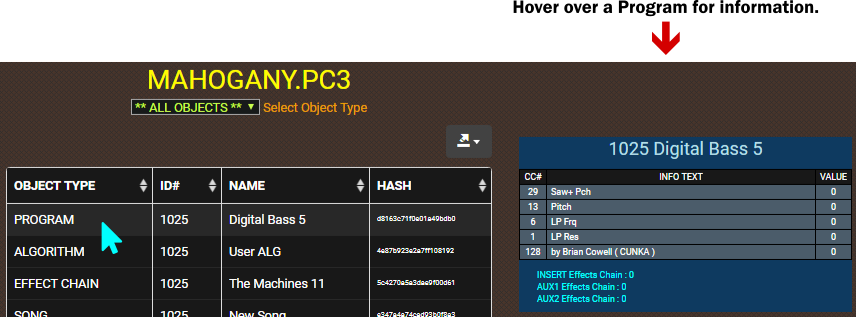 Hover over a Program for information.
MAHOGANY.PC3
** ALL OBJECTS ** Select Object Type
OBJECT TYPE ID# NAME HASH
PROGRAM 1025 Digital Bass 5 d8163c71f0e01a49bdb0
ALGORITHM 1025 User ALG 4e87b923e2a7ff108192
EFFECT CHAIN 1025 The Machines 11 5c4270a5e3dae9f00d61
SONG 1025 New Song e347e4e74ced93b0f8e3
1025 Digital Bass 5
CC# INFO TEXT VALUE
29 Saw+ Pch 0
13 Pitch 0
6 LP Frq 0
1 LP Res 0
128 by Brian Cowell ( CUNKA ) 0
INSERT Effects Chain : 0
AUX1 Effects Chain : 0
AUX2 Effects Chain : 0